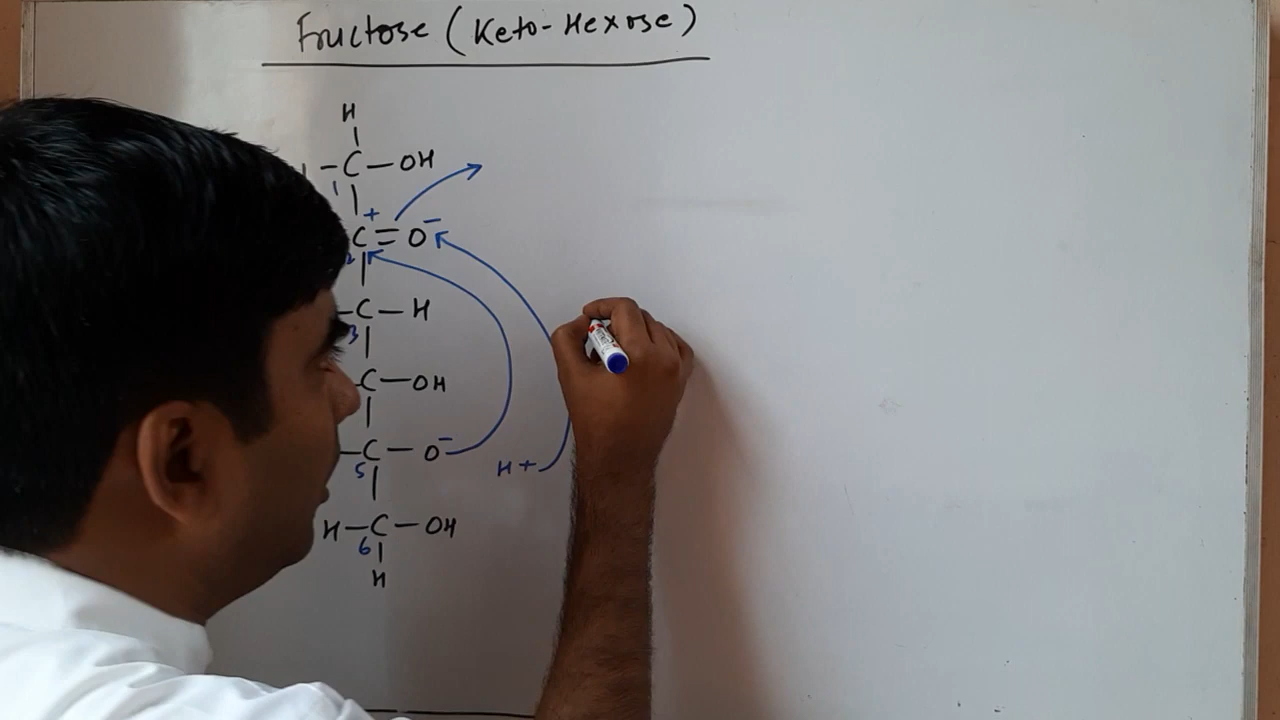 Fructose (Keto-Hexose)
H
-C-OH
1
+
C=O-
2
-C-H
3
-C-OH
-C-O-
5
H+
H-C-OH
6
H